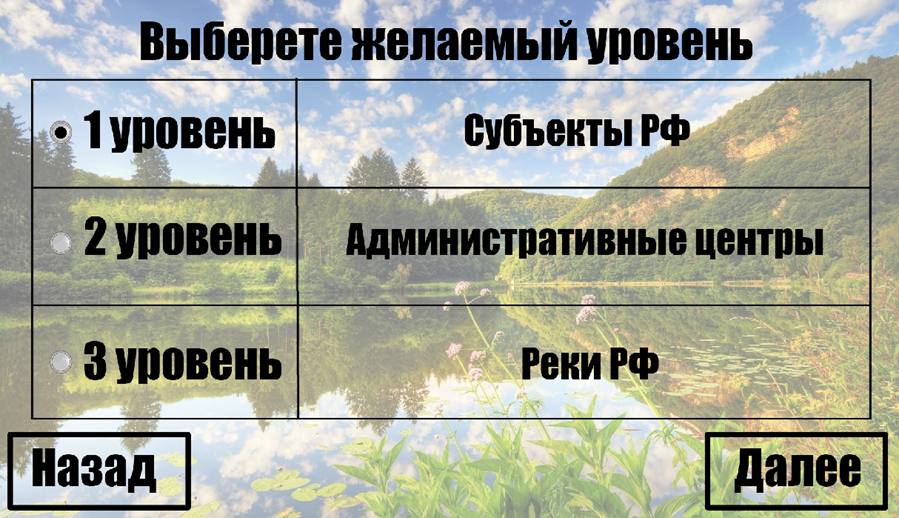 Выберете желаемый уровень
1 уровень
Субъекты РФ
2 уровень
Административные центры
3 уровень
Реки РФ
Назад
Далее